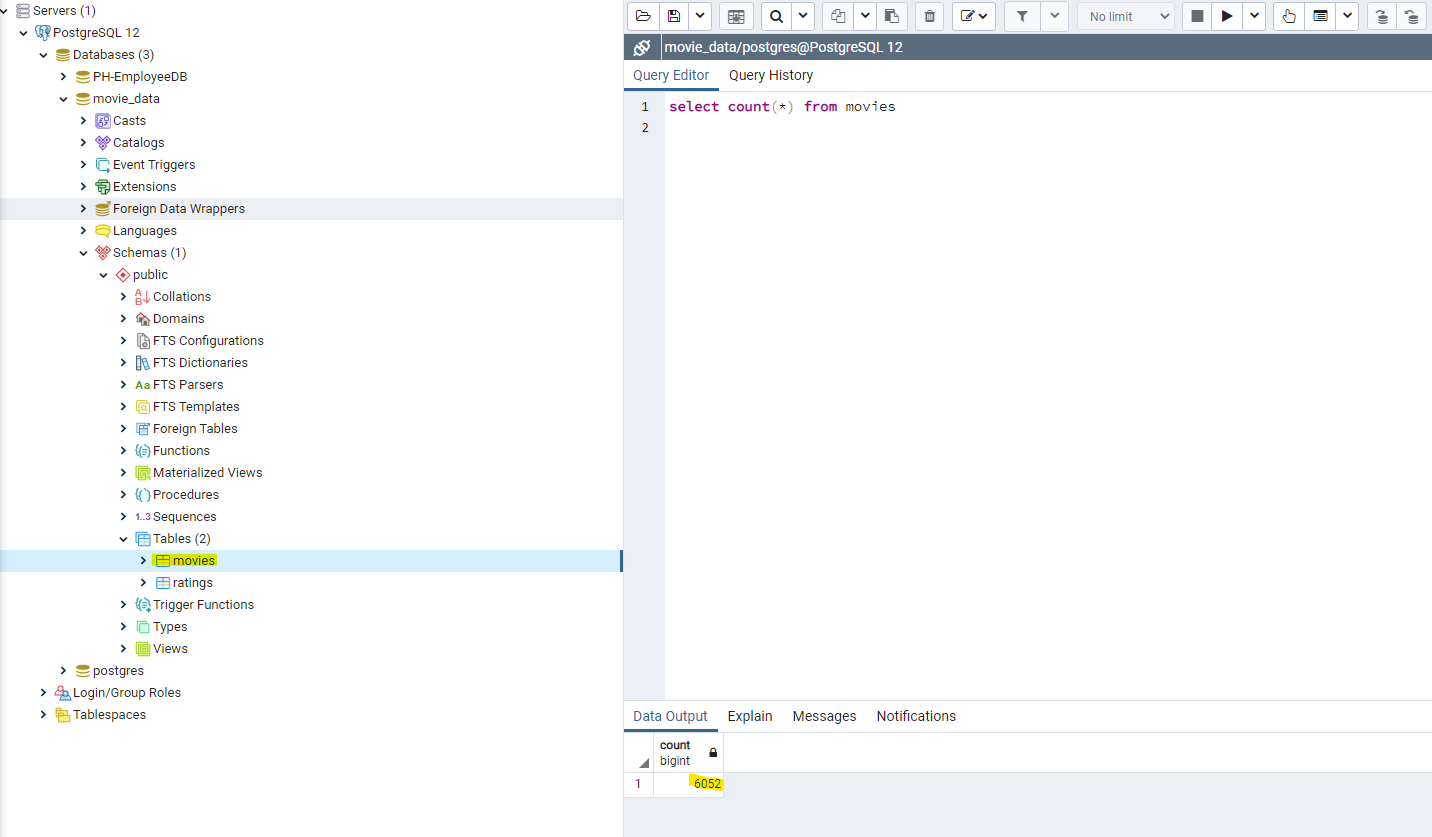 Servers (1)
PostgreSQL 12
Databases (3)
PH-EmployeeDB
movie_data
Casts
Catalogs
Event Triggers
Extensions
Foreign Data Wrappers
Languages
Schemas (1)
public
Collations
Domains
FTS Configurations
FTS Dictionaries
Aa FTS Parsers
FTS Templates
Foreign Tables
Functions
Materialized Views
Procedures
1..3 Sequences
Tables (2)
movies
ratings
Trigger Functions
Types
Views
postgres
Login/Group Roles
Tablespaces
No limit
movie_data/postgres@PostgreSQL 12
Query Editor Query History
1 select count(*) from movies
2
Data Output Explain Messages Notifications
count
bigint
1 6052